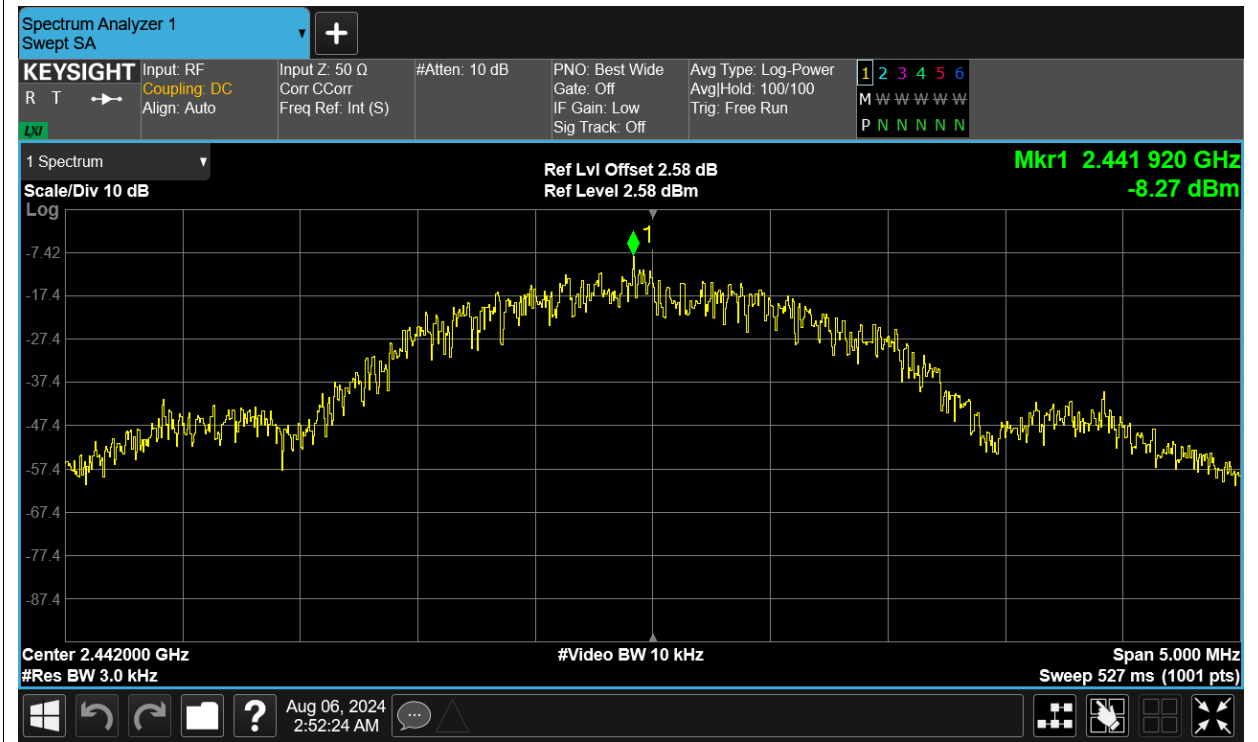 Spectrum Analyzer 1
Swept SA
+
KEYSIGHT
R T
LXI
Input: RF
Coupling: DC
Align: Auto
Input Z: 50 Ω
Corr CCorr
Freq Ref: Int (S)
#Atten: 10 dB
PNO: Best Wide
Gate: Off
IF Gain: Low
Sig Track: Off
Avg Type: Log-Power
Avg|Hold: 100/100
Trig: Free Run
1 2 3 4 5 6
M W W W W W
P N N N N N
1 Spectrum
Scale/Div 10 dB
Log
Ref Lvl Offset 2.58 dB
Ref Level 2.58 dBm
Mkr1 2.441 920 GHz
-8.27 dBm
1
-7.42
-17.4
-27.4
-37.4
-47.4
-57.4
-67.4
-77.4
-87.4
Center 2.442000 GHz
#Video BW 10 kHz
Span 5.000 MHz
#Res BW 3.0 kHz
Sweep 527 ms (1001 pts)
?
Aug 06, 2024
2:52:24 AM